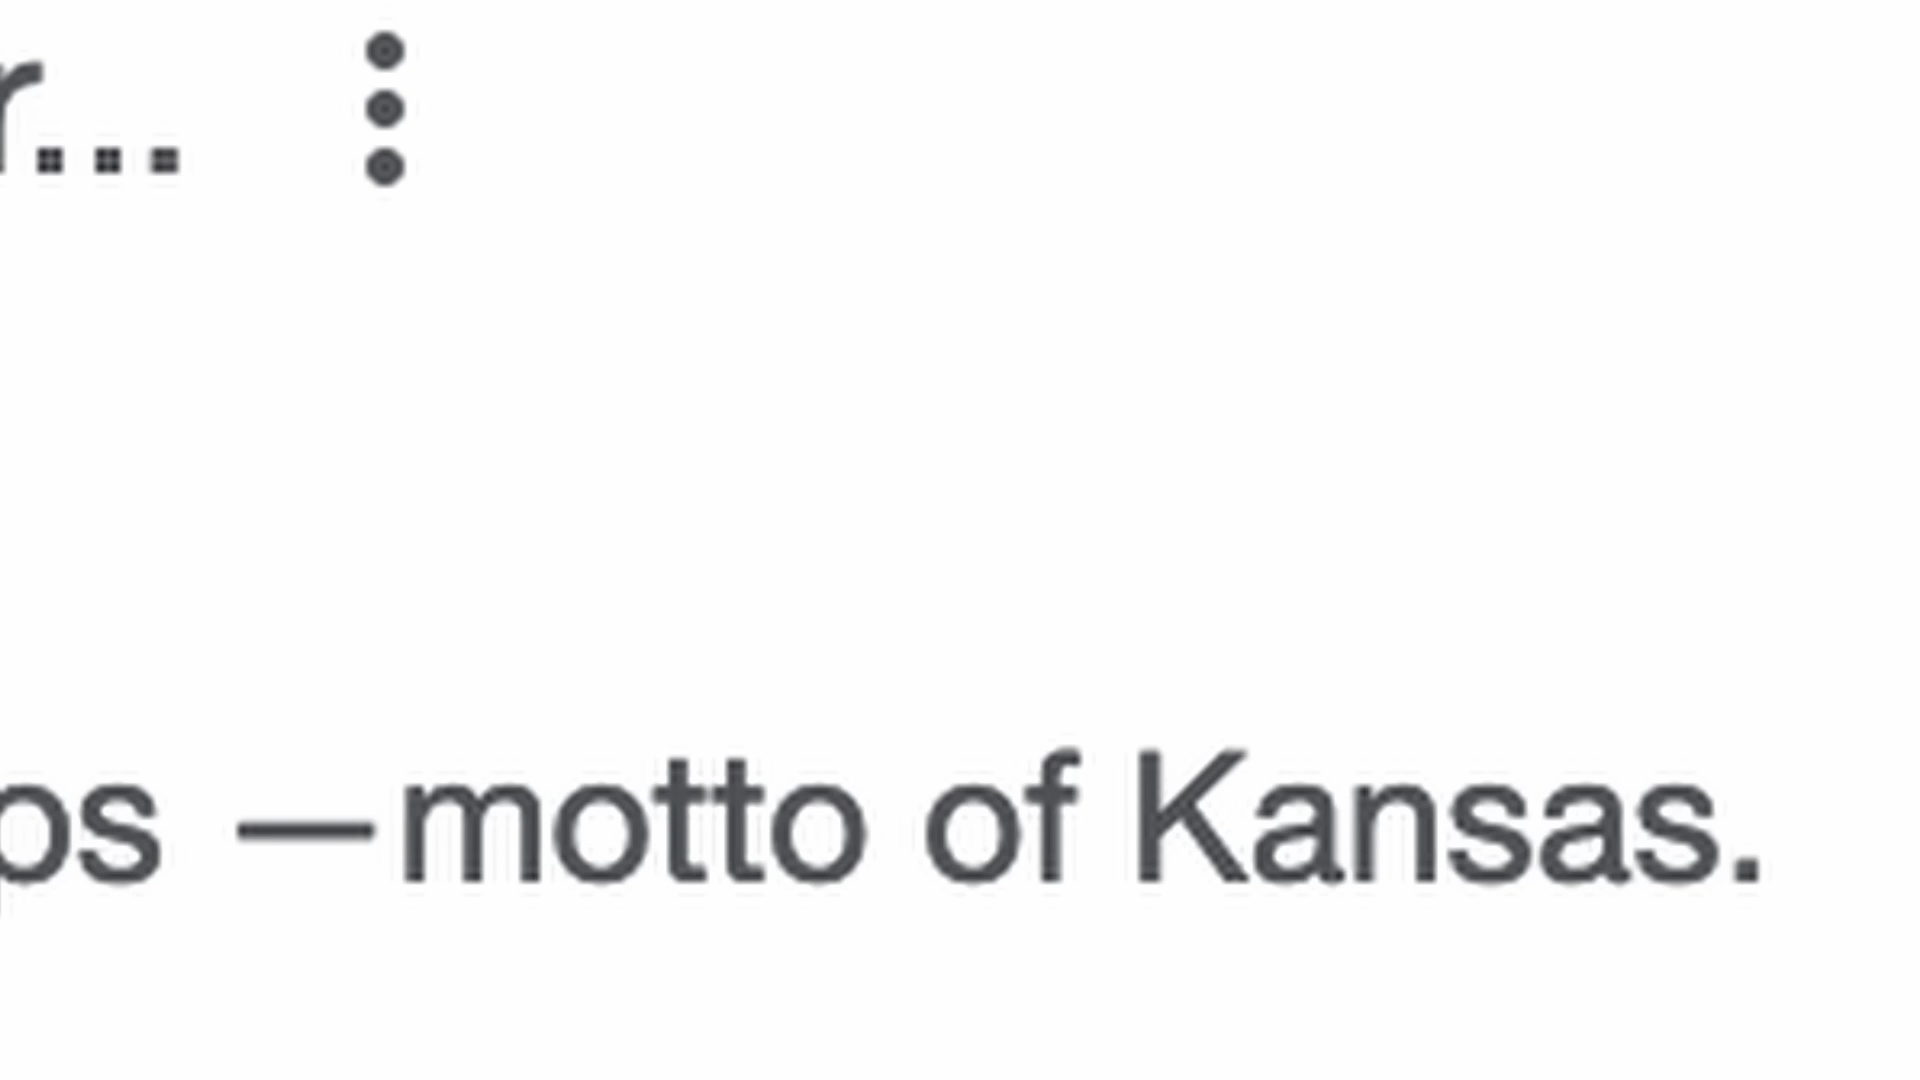 r...
ps —motto of Kansas.